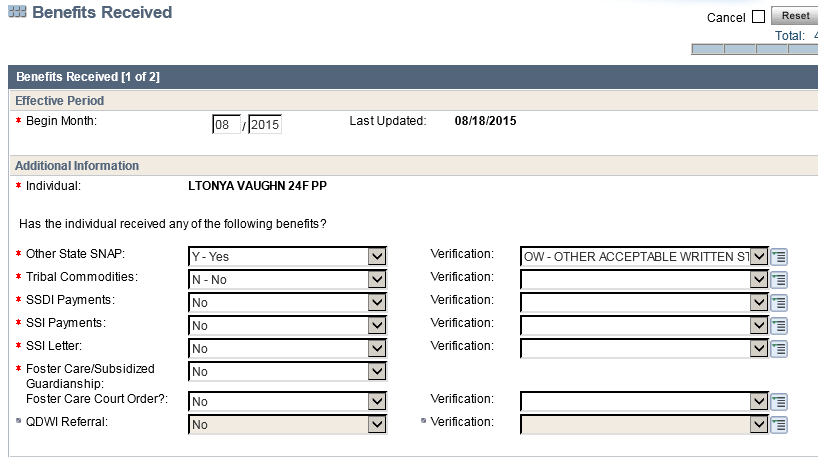 Benefits Received
Cancel Reset
Total: 4
Benefits Received [1 of 2]
Effective Period
* Begin Month: 08 / 2015 Last Updated: 08/18/2015
Additional Information
* Individual: LTONYA VAUGHN 24F PP
Has the individual received any of the following benefits?
* Other State SNAP: Y - Yes Verification: OW - OTHER ACCEPTABLE WRITTEN ST
* Tribal Commodities: N - No Verification:
* SSDI Payments: No Verification:
* SSI Payments: No Verification:
* SSI Letter: No Verification:
* Foster Care/Subsidized No
Guardianship:
Foster Care Court Order?: No Verification:
QDWI Referral: No Verification: